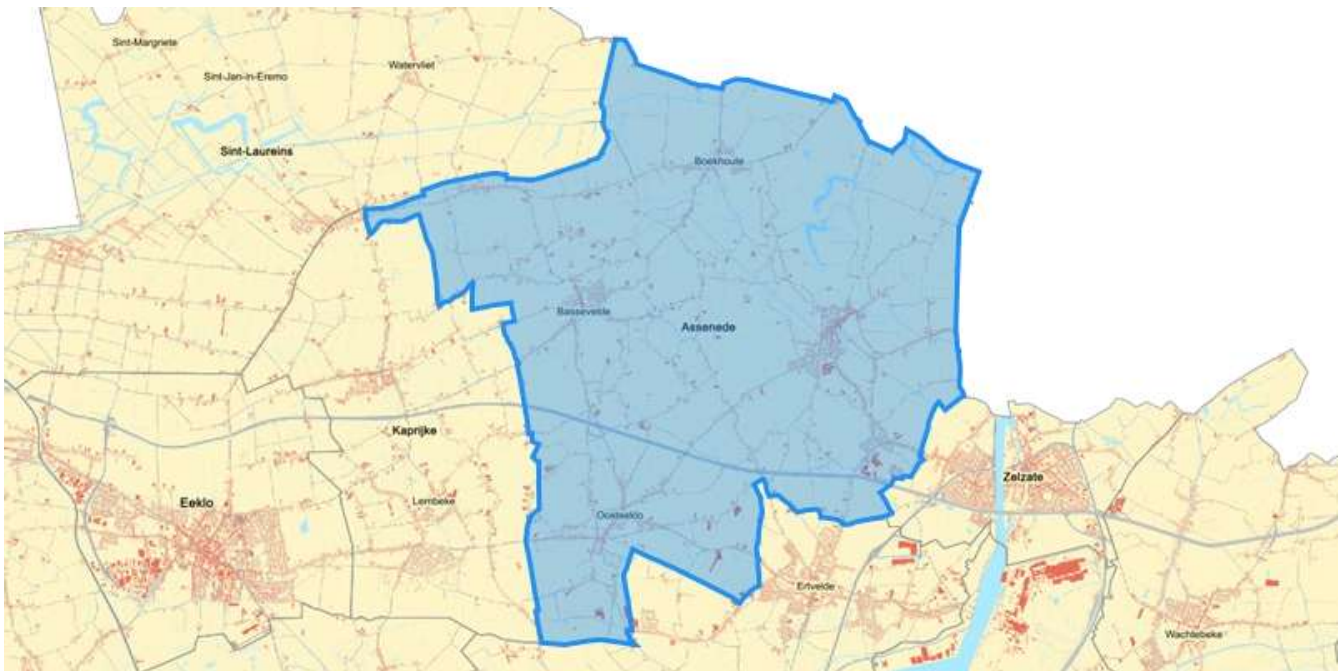 Sint-Margriete
Sint-Jan-in-Eremo
Watervliet
Sint-Laureins
Boekhoute
Bassevelde
Assenede
Kaprijke
Eeklo
Lembeke
Oosteeklo
Zelzate
Ertvelde
Wachtebeke